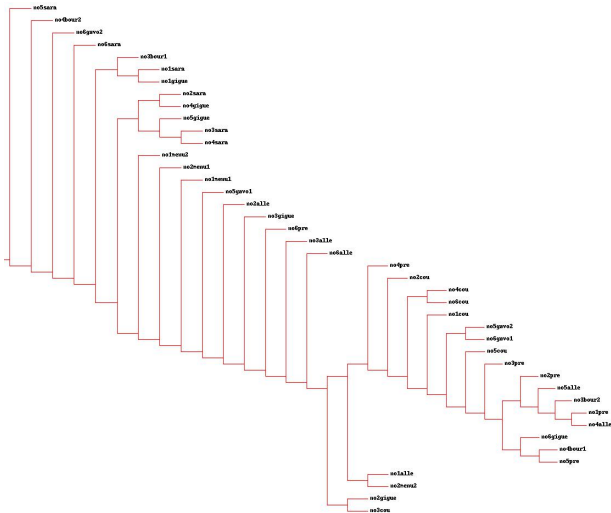 no5sara
no4bour2
no6gavo2
no6sara
no3bour1
no1sara
no1gigue
no2sara
no4gigue
no5gigue
no3sara
no4sara
no1menu2
no2menu1
no1menu1
no5gavo1
no2alle
no3gigue
no6pre
no3alle
no6alle
no4pre
no2cou
no4cou
no6cou
no1cou
no5gavo2
no6gavo1
no5cou
no3pre
no2pre
no5alle
no3bour2
no1pre
no4alle
no6gigue
no4bour1
no5pre
no1alle
no2menu2
no2gigue
no3cou